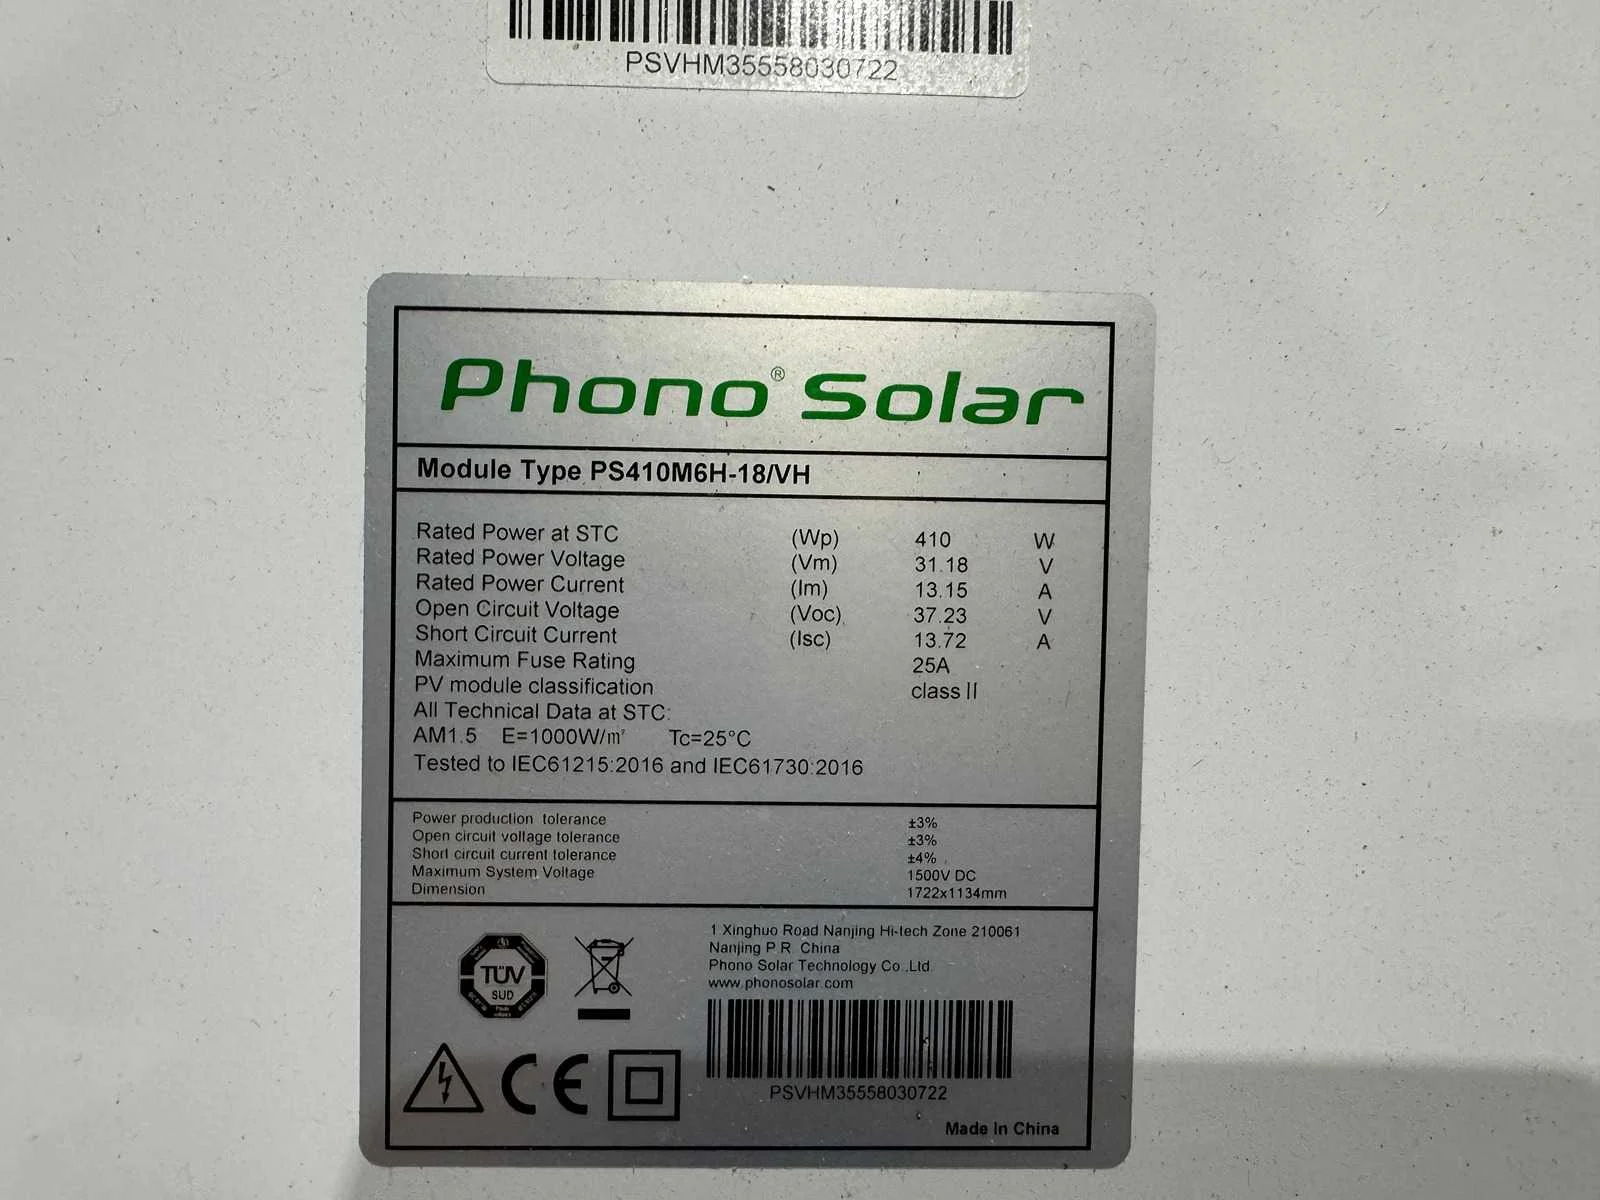 PSVHM35558030722
Phono® Solar
Module Type PS410M6H-18/VH
Rated Power at STC (Wp) 410 W
Rated Power Voltage (Vm) 31.18 V
Rated Power Current (Im) 13.15 A
Open Circuit Voltage (Voc) 37.23 V
Short Circuit Current (Isc) 13.72 A
Maximum Fuse Rating 25A
PV module classification class II
All Technical Data at STC:
AM1.5 E=1000W/m² Tc=25°C
Tested to IEC61215:2016 and IEC61730:2016
Power production tolerance ±3%
Open circuit voltage tolerance ±3%
Short circuit current tolerance ±4%
Maximum System Voltage 1500V DC
Dimension 1722x1134mm
1 Xinghuo Road Nanjing Hi-tech Zone 210061
Nanjing P.R. China
Phono Solar Technology Co.,Ltd.
www.phonosolar.com
TÜV
SUD
CE
PSVHM35558030722
Made In China